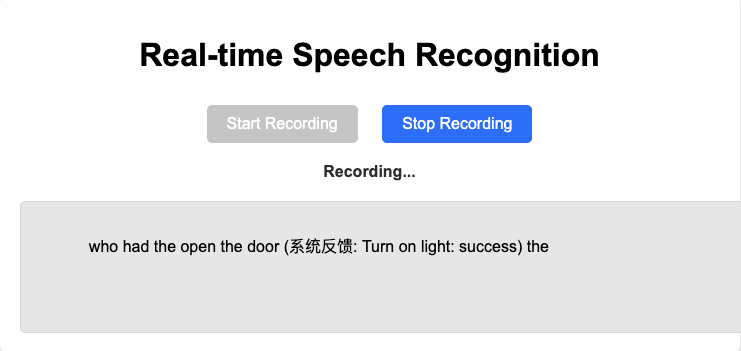 Real-time Speech Recognition
Start Recording Stop Recording
Recording...
who had the open the door (系统反馈: Turn on light: success) the